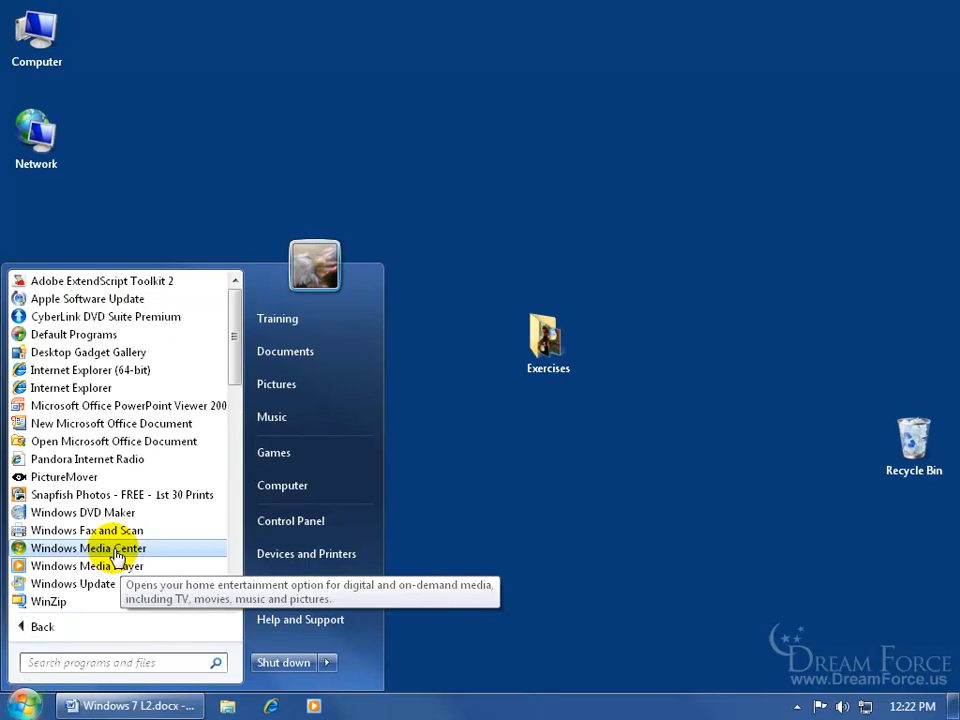 Computer
Network
Adobe ExtendScript Toolkit 2
Apple Software Update
CyberLink DVD Suite Premium
Default Programs
Desktop Gadget Gallery
Internet Explorer (64-bit)
Internet Explorer
Microsoft Office PowerPoint Viewer 200
New Microsoft Office Document
Open Microsoft Office Document
Pandora Internet Radio
PictureMover
Snapfish Photos - FREE - 1st 30 Prints
Windows DVD Maker
Windows Fax and Scan
Windows Media Center
Windows Media Player
Windows Update
WinZip
Back
Search programs and files
Training
Documents
Pictures
Music
Games
Computer
Control Panel
Devices and Printers
Opens your home entertainment option for digital and on-demand media,
including TV, movies, music and pictures.
Help and Support
Shut down
Exercises
Recycle Bin
DREAM FORCE
www.DreamForce.us
Windows 7 L2.docx -...
12:22 PM